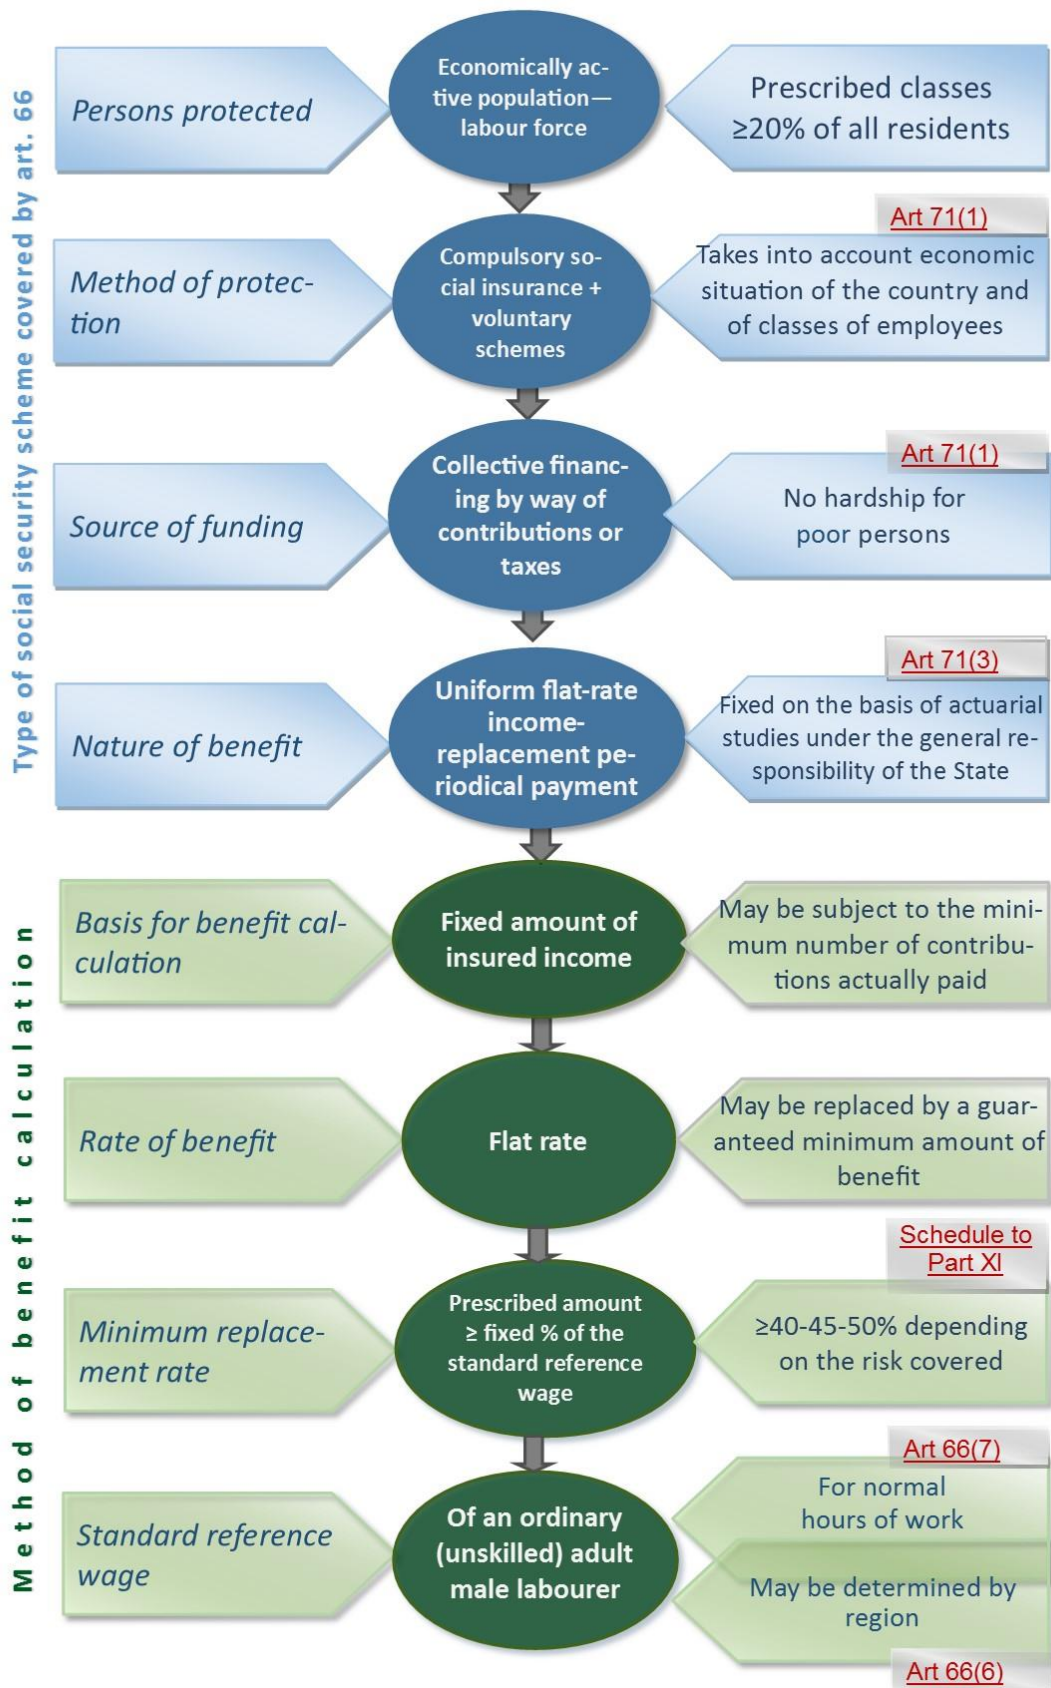 Type of social security scheme covered by art. 66
Persons protected
Economically ac-
tive population—
labour force
Prescribed classes
≥20% of all residents
Method of protec-
tion
Compulsory so-
cial insurance +
voluntary
schemes
Art 71(1)
Takes into account economic
situation of the country and
of classes of employees
Source of funding
Collective financ-
ing by way of
contributions or
taxes
Art 71(1)
No hardship for
poor persons
Nature of benefit
Uniform flat-rate
income-
replacement pe-
riodical payment
Art 71(3)
Fixed on the basis of actuarial
studies under the general re-
sponsibility of the State
Method of benefit calculation
Basis for benefit cal-
culation
Fixed amount of
insured income
May be subject to the mini-
mum number of contribu-
tions actually paid
Rate of benefit
Flat rate
May be replaced by a guar-
anteed minimum amount of
benefit
Minimum replace-
ment rate
Prescribed amount
≥ fixed % of the
standard reference
wage
Schedule to
Part XI
≥40-45-50% depending
on the risk covered
Standard reference
wage
Of an ordinary
(unskilled) adult
male labourer
Art 66(7)
For normal
hours of work
May be determined by
region
Art 66(6)